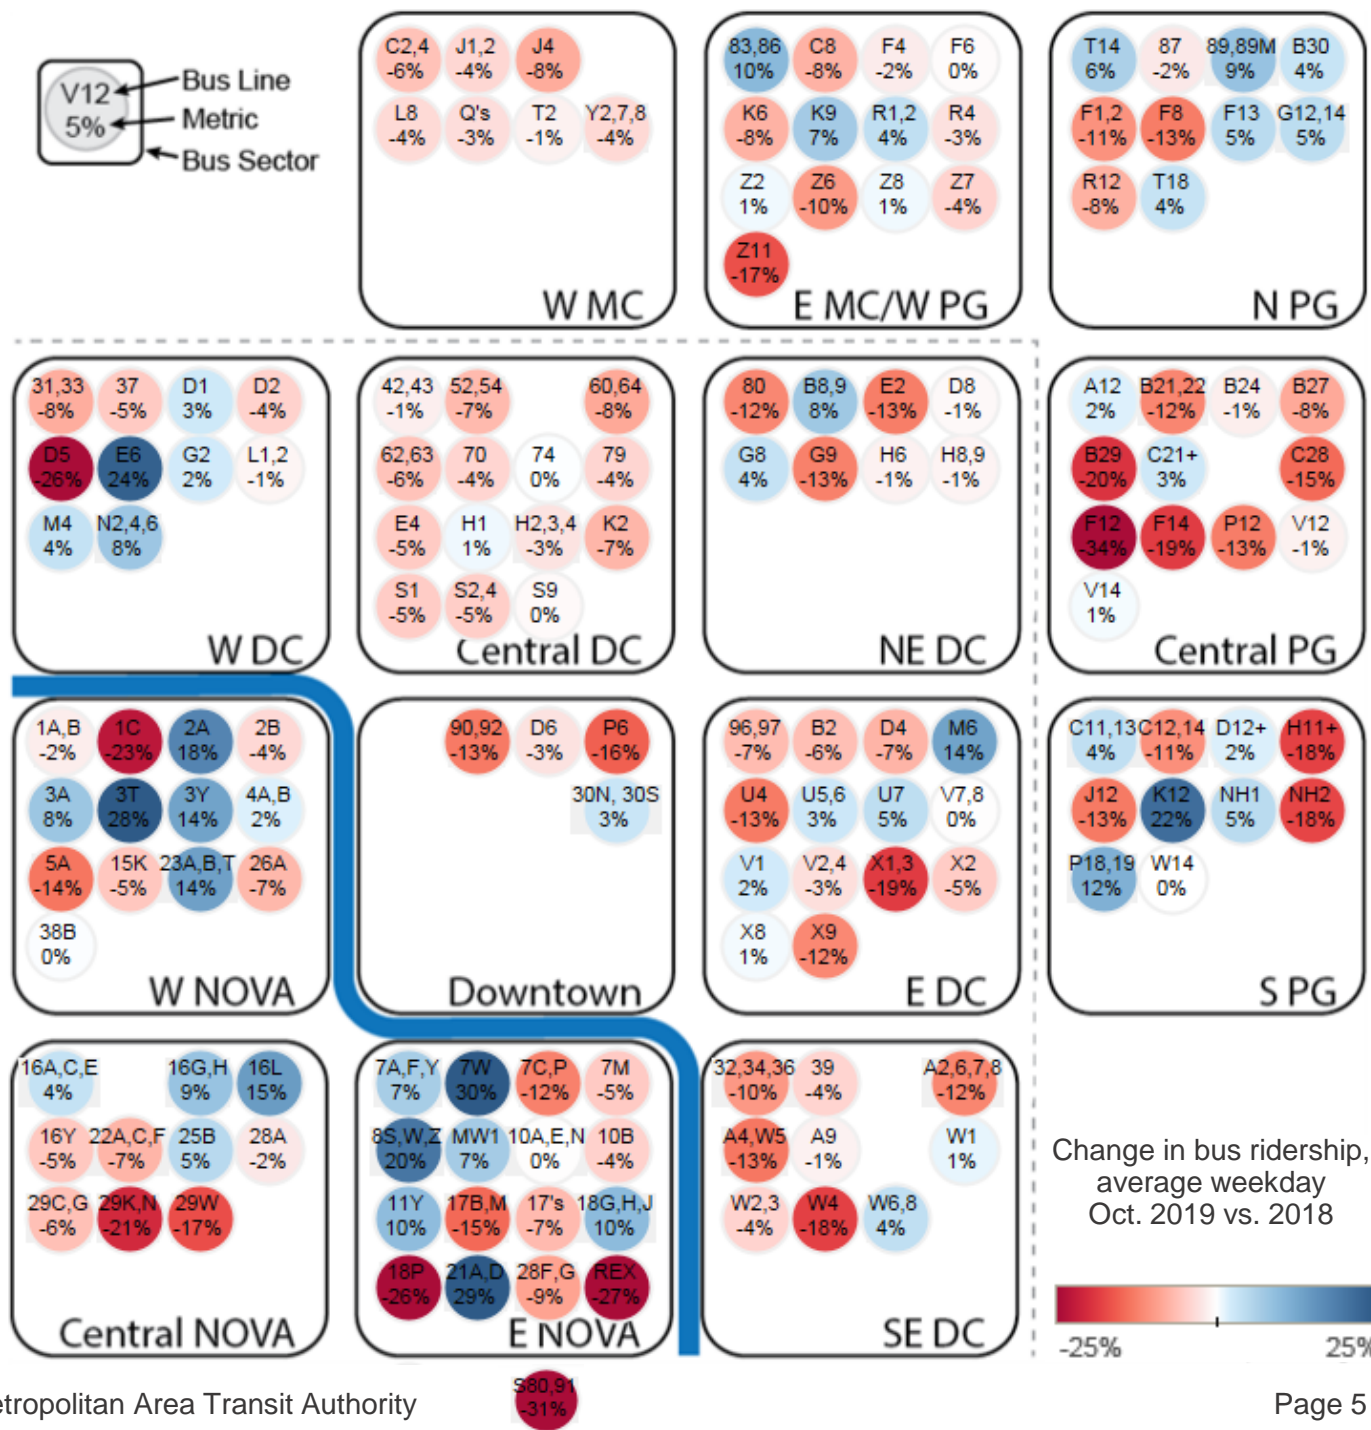 V12
5%
Bus Line
Metric
Bus Sector
C2,4 J1,2 J4
-6% -4% -8%
L8 Q's T2 Y2,7,8
-4% -3% -1% -4%
W MC
83,86 C8 F4 F6
10% -8% -2% 0%
K6 K9 R1,2 R4
-8% 7% 4% -3%
Z2 Z6 Z8 Z7
1% -10% 1% -4%
Z11
-17%
E MC/W PG
T14 87 89,89M B30
6% -2% 9% 4%
F1,2 F8 F13 G12,14
-11% -13% 5% 5%
R12 T18
-8% 4%
N PG
31,33 37 D1 D2
-8% -5% 3% -4%
D5 E6 G2 L1,2
-26% 24% 2% -1%
M4 N2,4,6
4% 8%
W DC
42,43 52,54 60,64
-1% -7% -8%
62,63 70 74 79
-6% -4% 0% -4%
E4 H1 H2,3,4 K2
-5% 1% -3% -7%
S1 S2,4 S9
-5% -5% 0%
Central DC
80 B8,9 E2 D8
-12% 8% -13% -1%
G8 G9 H6 H8,9
4% -13% -1% -1%
NE DC
A12 B21,22 B24 B27
2% -12% -1% -8%
B29 C21+ C28
-20% 3% -15%
F12 F14 P12 V12
-34% -19% -13% -1%
V14
1%
Central PG
1A,B 1C 2A 2B
-2% -23% 18% -4%
3A 3T 3Y 4A,B
8% 28% 14% 2%
5A 15K 23A,B,T 26A
-14% -5% 14% -7%
38B
0%
W NOVA
90,92 D6 P6
-13% -3% -16%
30N, 30S
3%
Downtown
96,97 B2 D4 M6
-7% -6% -7% 14%
U4 U5,6 U7 V7,8
-13% 3% 5% 0%
V1 V2,4 X1,3 X2
2% -3% -19% -5%
X8 X9
1% -12%
E DC
C11,13 C12,14 D12+ H11+
4% -11% 2% -18%
J12 K12 NH1 NH2
-13% 22% 5% -18%
P18,19 W14
12% 0%
S PG
16A,C,E 16G,H 16L
4% 9% 15%
16Y 22A,C,F 25B 28A
-5% -7% 5% -2%
29C,G 29K,N 29W
-6% -21% -17%
Central NOVA
7A,F,Y 7W 7C,P 7M
7% 30% -12% -5%
8S,W,Z MW1 10A,E,N 10B
20% 7% 0% -4%
11Y 17B,M 17's 18G,H,J
10% -15% -7% 10%
18P 21A,D 28F,G REX
-26% 29% -9% -27%
E NOVA
32,34,36 39 A2,6,7,8
-10% -4% -12%
A4,W5 A9 W1
-13% -1% 1%
W2,3 W4 W6,8
-4% -18% 4%
SE DC
Change in bus ridership,
average weekday
Oct. 2019 vs. 2018
-25% 25%
S80,91
-31%
etropolitan Area Transit Authority
Page 5